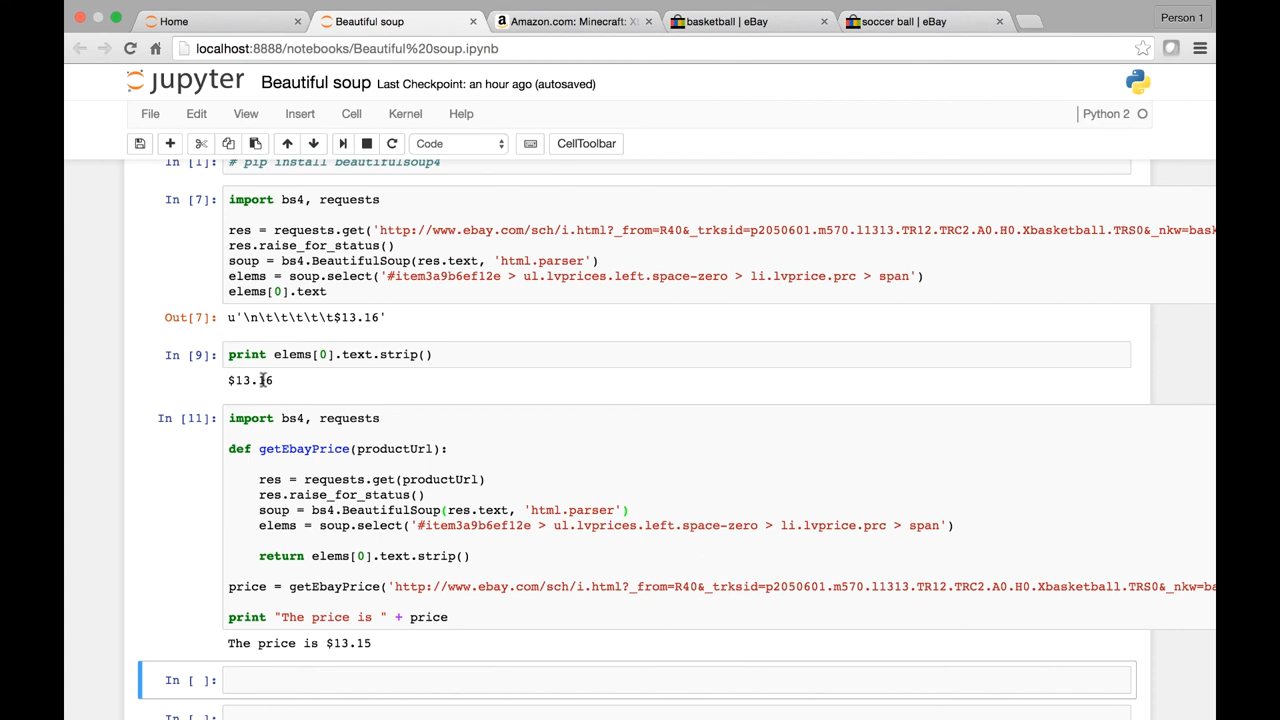 Home
Beautiful soup
Amazon.com: Minecraft: X
basketball | eBay
soccer ball | eBay
Person 1
localhost:8888/notebooks/Beautiful%20soup.ipynb
jupyter Beautiful soup Last Checkpoint: an hour ago (autosaved)
File Edit View Insert Cell Kernel Help Python 2
Code CellToolbar
In [1]: # pip install beautifulsoup4
In [7]: import bs4, requests
res = requests.get('http://www.ebay.com/sch/i.html?_from=R40&_trksid=p2050601.m570.l1313.TR12.TRC2.A0.H0.Xbasketball.TRS0&_nkw=bask
res.raise_for_status()
soup = bs4.BeautifulSoup(res.text, 'html.parser')
elems = soup.select('#item3a9b6ef12e > ul.lvprices.left.space-zero > li.lvprice.prc > span')
elems[0].text
Out[7]: u'\n\t\t\t\t\t$13.16'
In [9]: print elems[0].text.strip()
$13.16
In [11]: import bs4, requests
def getEbayPrice(productUrl):
res = requests.get(productUrl)
res.raise_for_status()
soup = bs4.BeautifulSoup(res.text, 'html.parser')
elems = soup.select('#item3a9b6ef12e > ul.lvprices.left.space-zero > li.lvprice.prc > span')
return elems[0].text.strip()
price = getEbayPrice('http://www.ebay.com/sch/i.html?_from=R40&_trksid=p2050601.m570.l1313.TR12.TRC2.A0.H0.Xbasketball.TRS0&_nkw=ba
print "The price is " + price
The price is $13.15
In [ ]:
In [ ]: